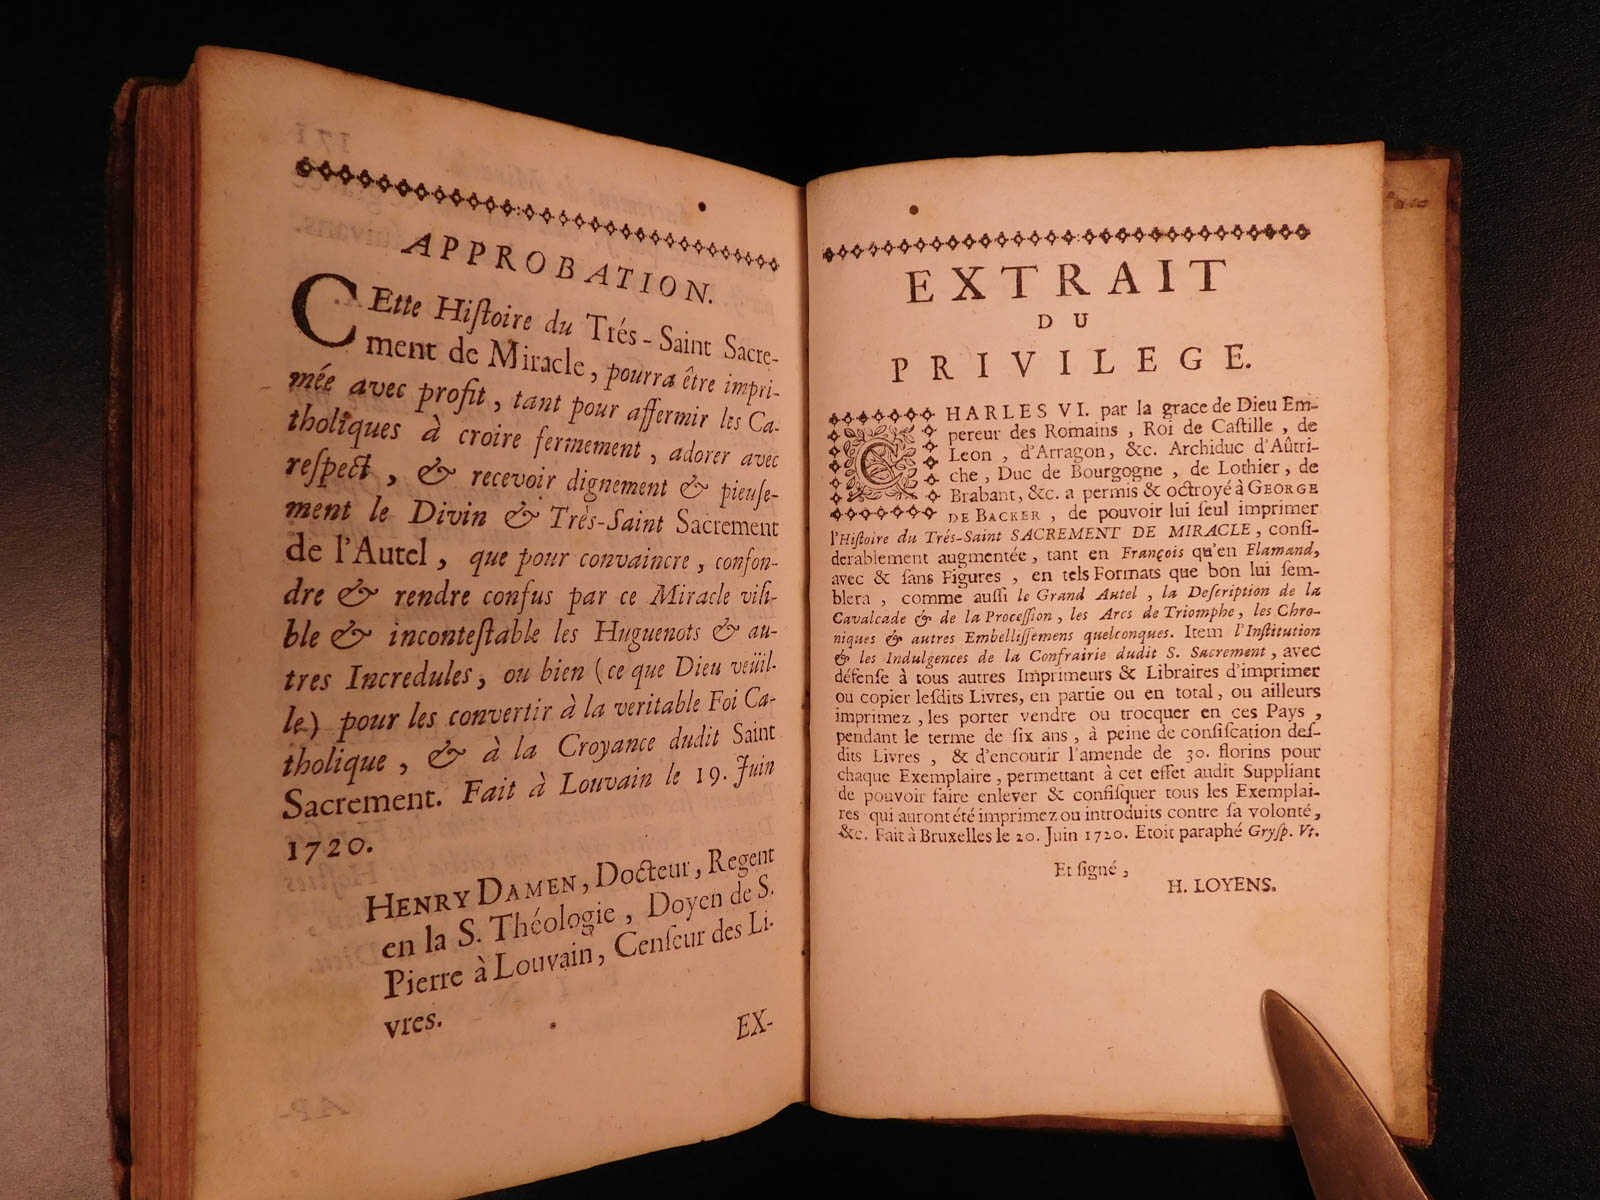 APPROBATION.
CEtte Hiſtoire du Trés-Saint Sacre-
ment de Miracle, pourra être impri-
mée avec profit, tant pour affermir les Ca-
tholiques à croire fermement, adorer avec
reſpect, & recevoir dignement & pieuſe-
ment le Divin & Très-Saint Sacrement
de l'Autel, que pour convaincre, confon-
dre & rendre confus par ce Miracle viſi-
ble & inconteſtable les Huguenots & au-
tres Incredules, ou bien (ce que Dieu veüil-
le) pour les convertir à la veritable Foi Ca-
tholique, & à la Croyance dudit Saint
Sacrement. Fait à Louvain le 19. Juin
1720.
HENRY DAMEN, Docteur, Regent
en la S. Théologie, Doyen de S.
Pierre à Louvain, Cenſeur des Li-
vres.
EX-
EXTRAIT
DU
PRIVILEGE.
CHARLES VI. par la grace de Dieu Em-
pereur des Romains, Roi de Caſtille, de
Leon, d'Arragon, &c. Archiduc d'Aûtri-
che, Duc de Bourgogne, de Lothier, de
Brabant, &c. a permis & octroyé à GEORGE
DE BACKER, de pouvoir lui ſeul imprimer
l'Hiſtoire du Trés-Saint SACREMENT DE MIRACLE, conſi-
derablement augmentée, tant en François qu'en Flamand,
avec & ſans Figures, en tels Formats que bon lui ſem-
blera, comme auſſi le Grand Autel, la Deſcription de la
Cavalcade & de la Proceſſion, les Arcs de Triomphe, les Chro-
niques & autres Embelliſſemens quelconques. Item l'Inſtitution
& les Indulgences de la Confrairie dudit S. Sacrement, avec
défenſe à tous autres Imprimeurs & Libraires d'imprimer
ou copier leſdits Livres, en partie ou en total, ou ailleurs
imprimez, les porter vendre ou trocquer en ces Pays,
pendant le terme de ſix ans, à peine de confiſcation deſ-
dits Livres, & d'encourir l'amende de 30. florins pour
chaque Exemplaire, permettant à cet effet audit Suppliant
de pouvoir faire enlever & confiſquer tous les Exemplai-
res qui auront été imprimez ou introduits contre ſa volonté,
&c. Fait à Bruxelles le 20. Juin 1720. Etoit paraphé Gryſp. Vt.
Et ſigné,
H. LOYENS.